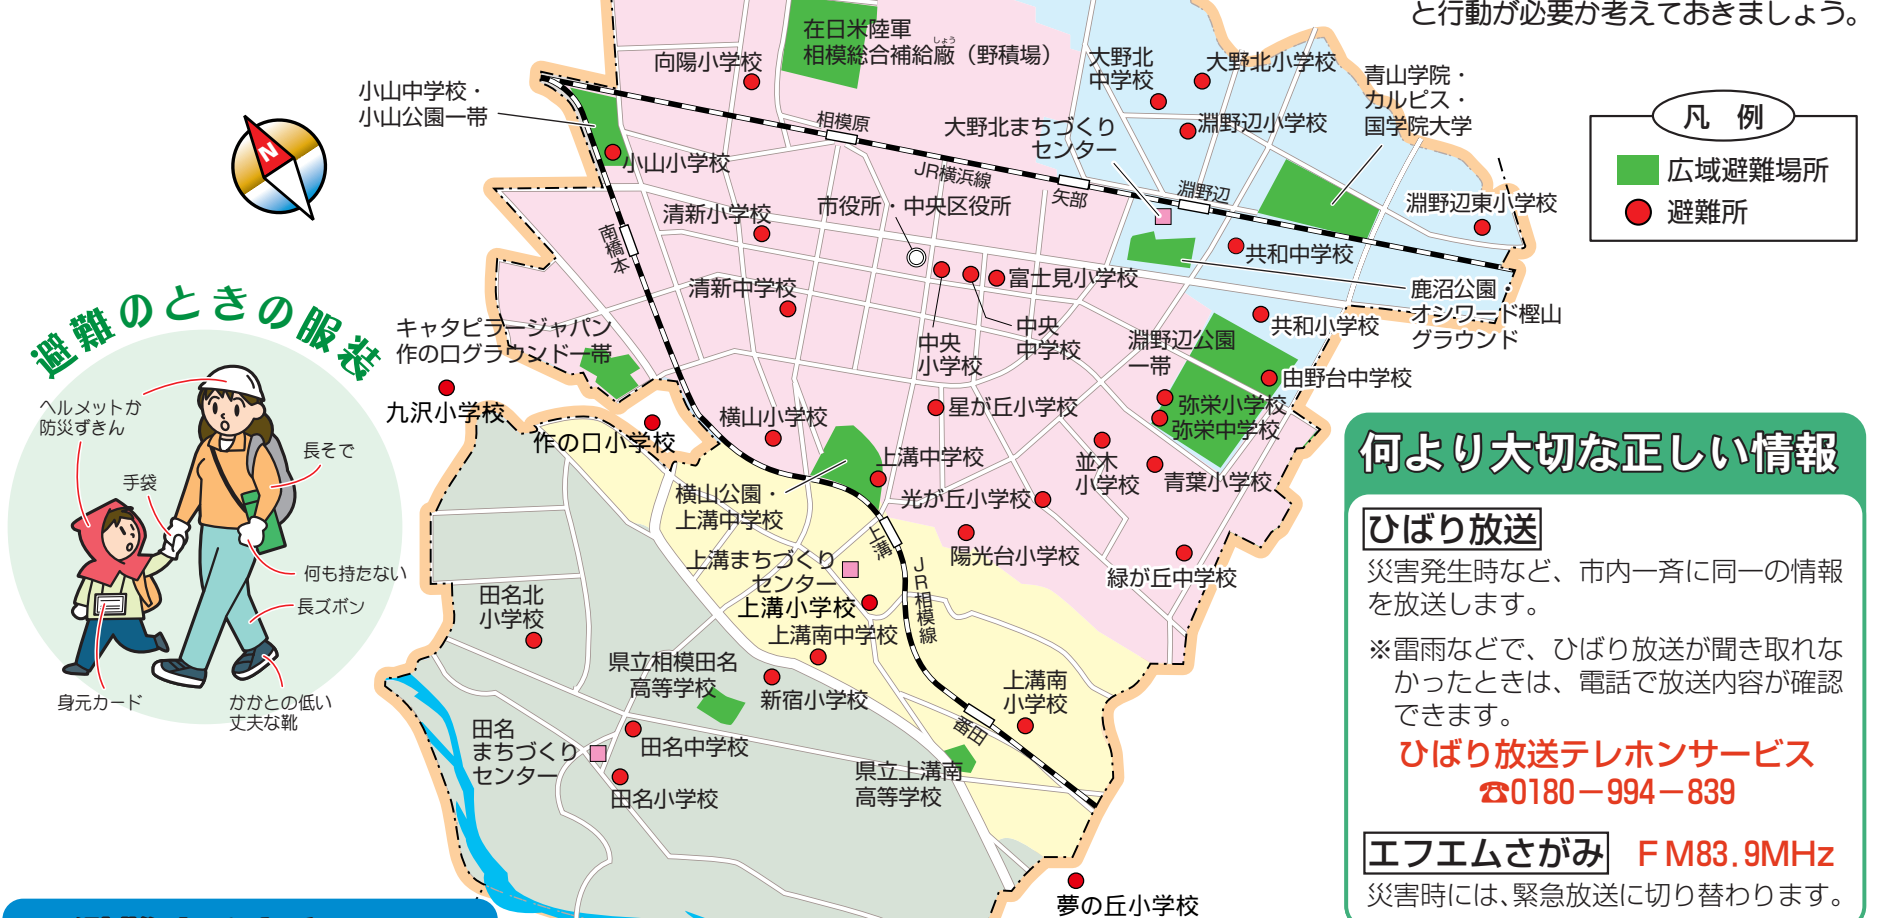 と行動が必要か考えておきましょう。
在日米陸軍
しょう
相模総合補給廠（野積場）
向陽小学校
大野北
中学校
大野北小学校
青山学院・
カルピス・
国学院大学
小山中学校・
小山公園一帯
相模原
大野北まちづくり
センター
淵野辺小学校
凡 例
広域避難場所
避難所
N
小山小学校
JR横浜線
矢部
淵野辺
淵野辺東小学校
清新小学校
市役所・中央区役所
南橋本
共和中学校
清新中学校
富士見小学校
鹿沼公園・
オンワード樫山
グラウンド
避難のときの服装
キャタピラージャパン
作の口グラウンド一帯
中央
小学校
中央
中学校
淵野辺公園
一帯
共和小学校
由野台中学校
九沢小学校
作の口小学校
横山小学校
星が丘小学校
弥栄小学校
弥栄中学校
上溝中学校
並木
小学校
青葉小学校
横山公園・
上溝中学校
光が丘小学校
上溝
陽光台小学校
緑が丘中学校
上溝まちづくり
センター
JR相模線
上溝小学校
上溝南中学校
田名北
小学校
県立相模田名
高等学校
新宿小学校
上溝南
小学校
番田
田名
まちづくり
センター
田名中学校
田名小学校
県立上溝南
高等学校
夢の丘小学校
ヘルメットか
防災ずきん
手袋
長そで
何も持たない
長ズボン
身元カード
かかとの低い
丈夫な靴
何より大切な正しい情報
ひばり放送
災害発生時など、市内一斉に同一の情報
を放送します。
※雷雨などで、ひばり放送が聞き取れな
かったときは、電話で放送内容が確認
できます。
ひばり放送テレホンサービス
☎0180－994－839
エフエムさがみ FM83.9MHz
災害時には、緊急放送に切り替わります。